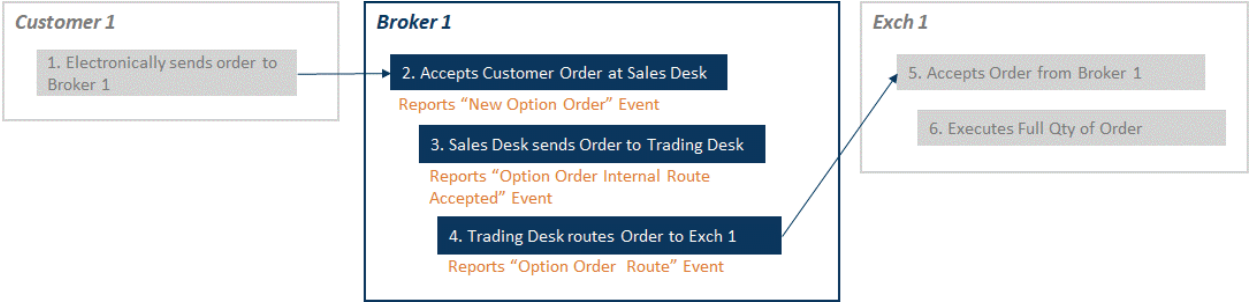 Customer 1
1. Electronically sends order to
Broker 1
Broker 1
2. Accepts Customer Order at Sales Desk
Reports “New Option Order” Event
3. Sales Desk sends Order to Trading Desk
Reports “Option Order Internal Route
Accepted” Event
4. Trading Desk routes Order to Exch 1
Reports “Option Order Route” Event
Exch 1
5. Accepts Order from Broker 1
6. Executes Full Qty of Order